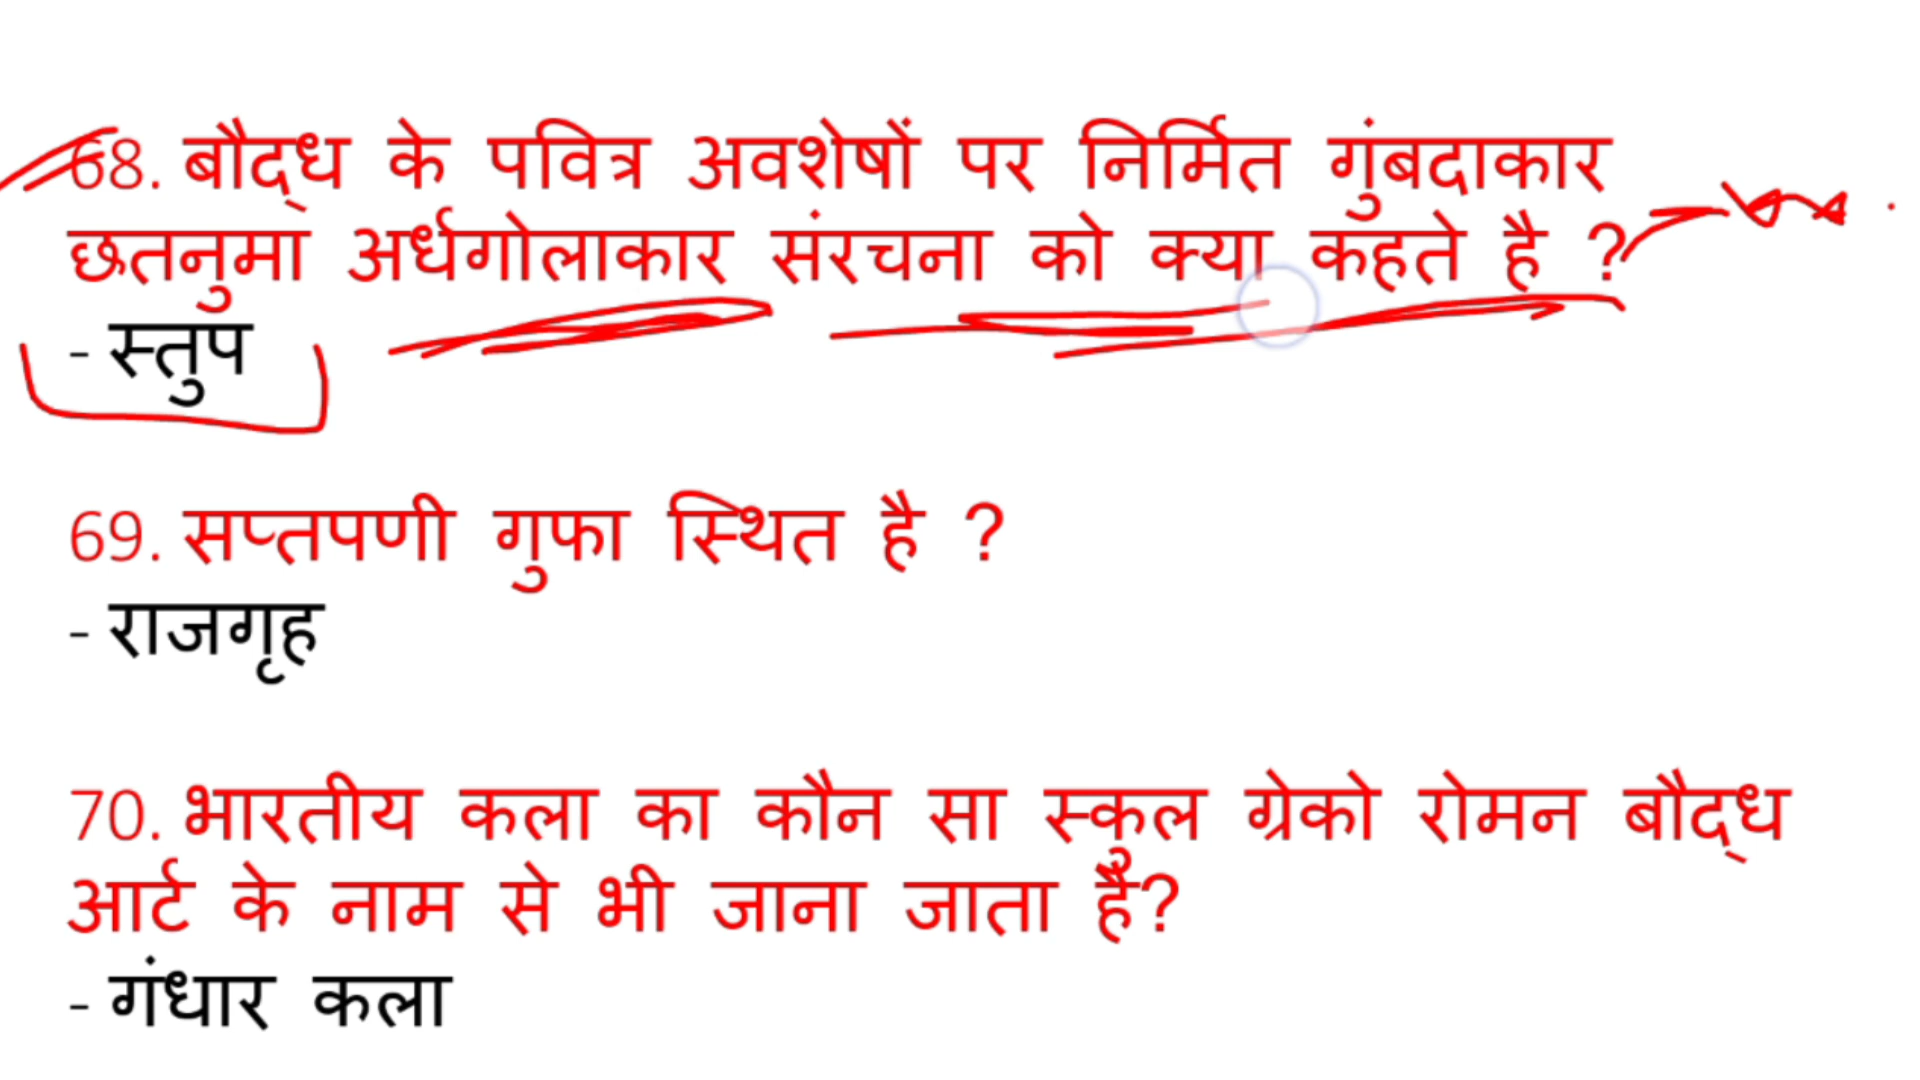 68. बौद्ध के पवित्र अवशेषों पर निर्मित गुंबदाकार
छतनुमा अर्धगोलाकार संरचना को क्या कहते है ?
- स्तुप
69. सप्तपणी गुफा स्थित है ?
- राजगृह
70. भारतीय कला का कौन सा स्कुल ग्रेको रोमन बौद्ध
आर्ट के नाम से भी जाना जाता है?
- गंधार कला